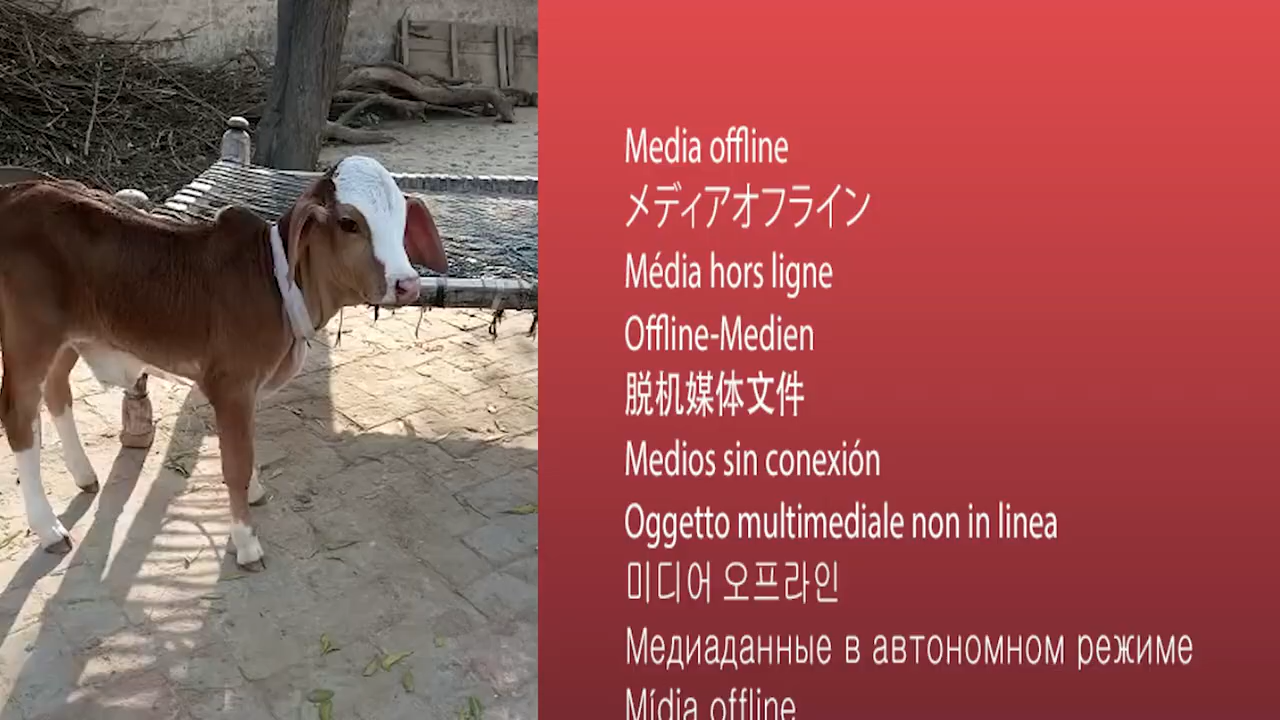 Media offline
メディアオフライン
Média hors ligne
Offline-Medien
脱机媒体文件
Medios sin conexión
Oggetto multimediale non in linea
미디어 오프라인
Медиаданные в автономном режиме
Mídia offline